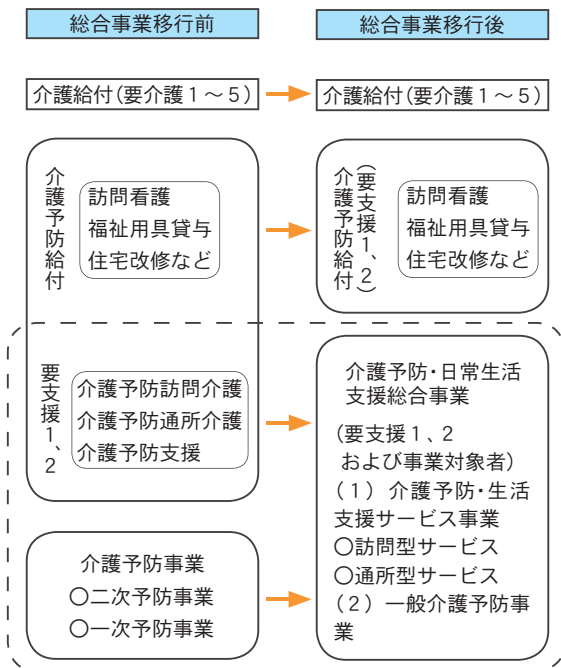 総合事業移行前
総合事業移行後
介護給付(要介護1～5)
介護給付(要介護1～5)
介護予防給付
訪問看護
福祉用具貸与
住宅改修など
要支援1、2
介護予防訪問介護
介護予防通所介護
介護予防支援
介護予防給付
(要支援1、2)
訪問看護
福祉用具貸与
住宅改修など
介護予防事業
○二次予防事業
○一次予防事業
介護予防・日常生活
支援総合事業
(要支援1、2
および事業対象者)
(1)介護予防・生活
支援サービス事業
○訪問型サービス
○通所型サービス
(2)一般介護予防事
業